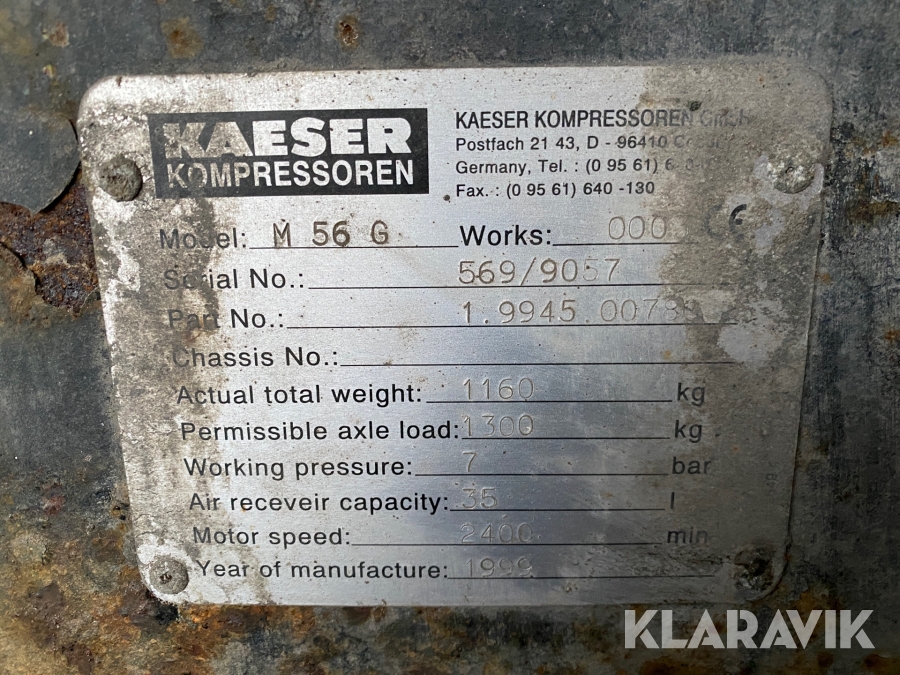 KAESER
KOMPRESSOREN
KAESER KOMPRESSOREN GmbH
Postfach 21 43, D - 96410
Germany, Tel. : (0 95 61)
Fax. : (0 95 61) 640 -130
Model: M 56 G Works: 000 CE
Serial No.: 569/9057
Part No.:
Chassis No.:
Actual total weight: 1160 kg
Permissible axle load: 1300 kg
Working pressure: 7 bar
Air receveir capacity: 35 l
Motor speed: 2400 min
Year of manufacture: 1999
KLARAVIK